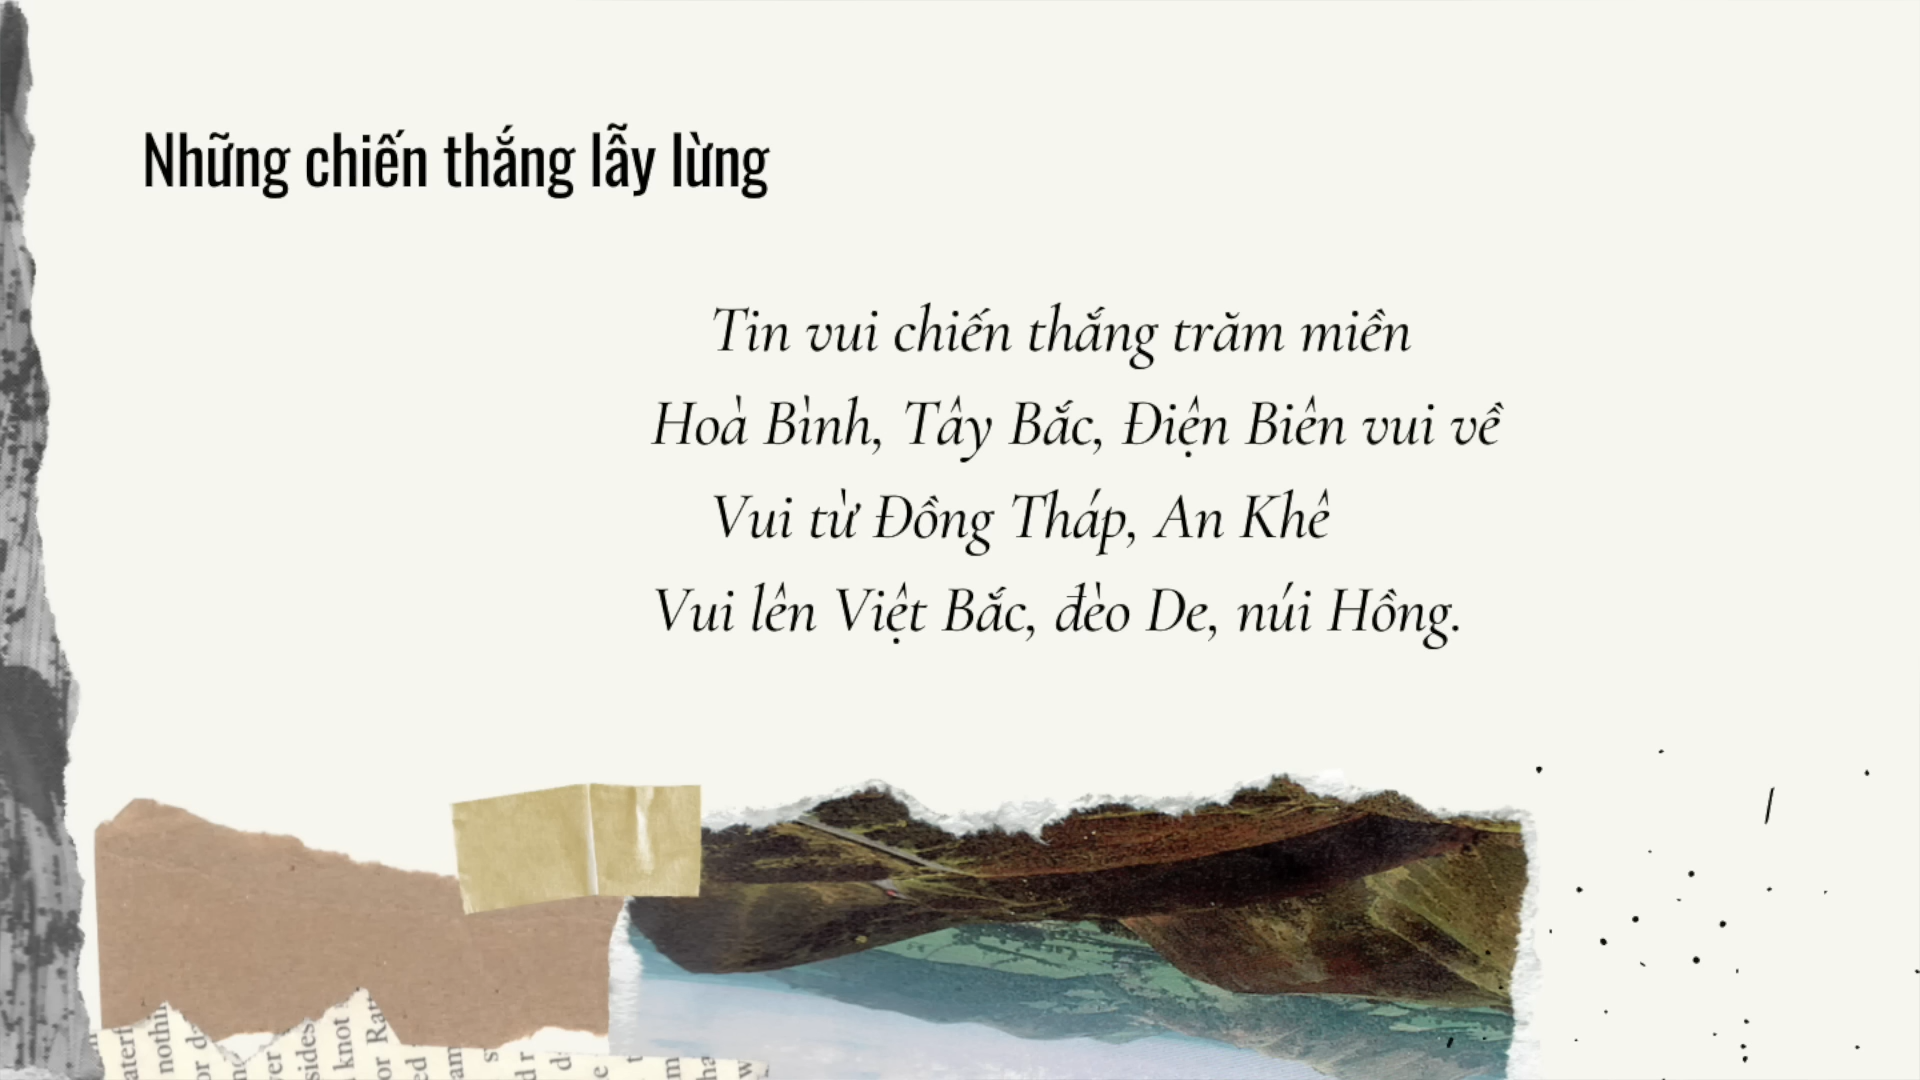 Những chiến thắng lẫy lừng
Tin vui chiến thắng trăm miền
Hoà Bình, Tây Bắc, Điện Biên vui về
Vui từ Đồng Tháp, An Khê
Vui lên Việt Bắc, đèo De, núi Hồng.